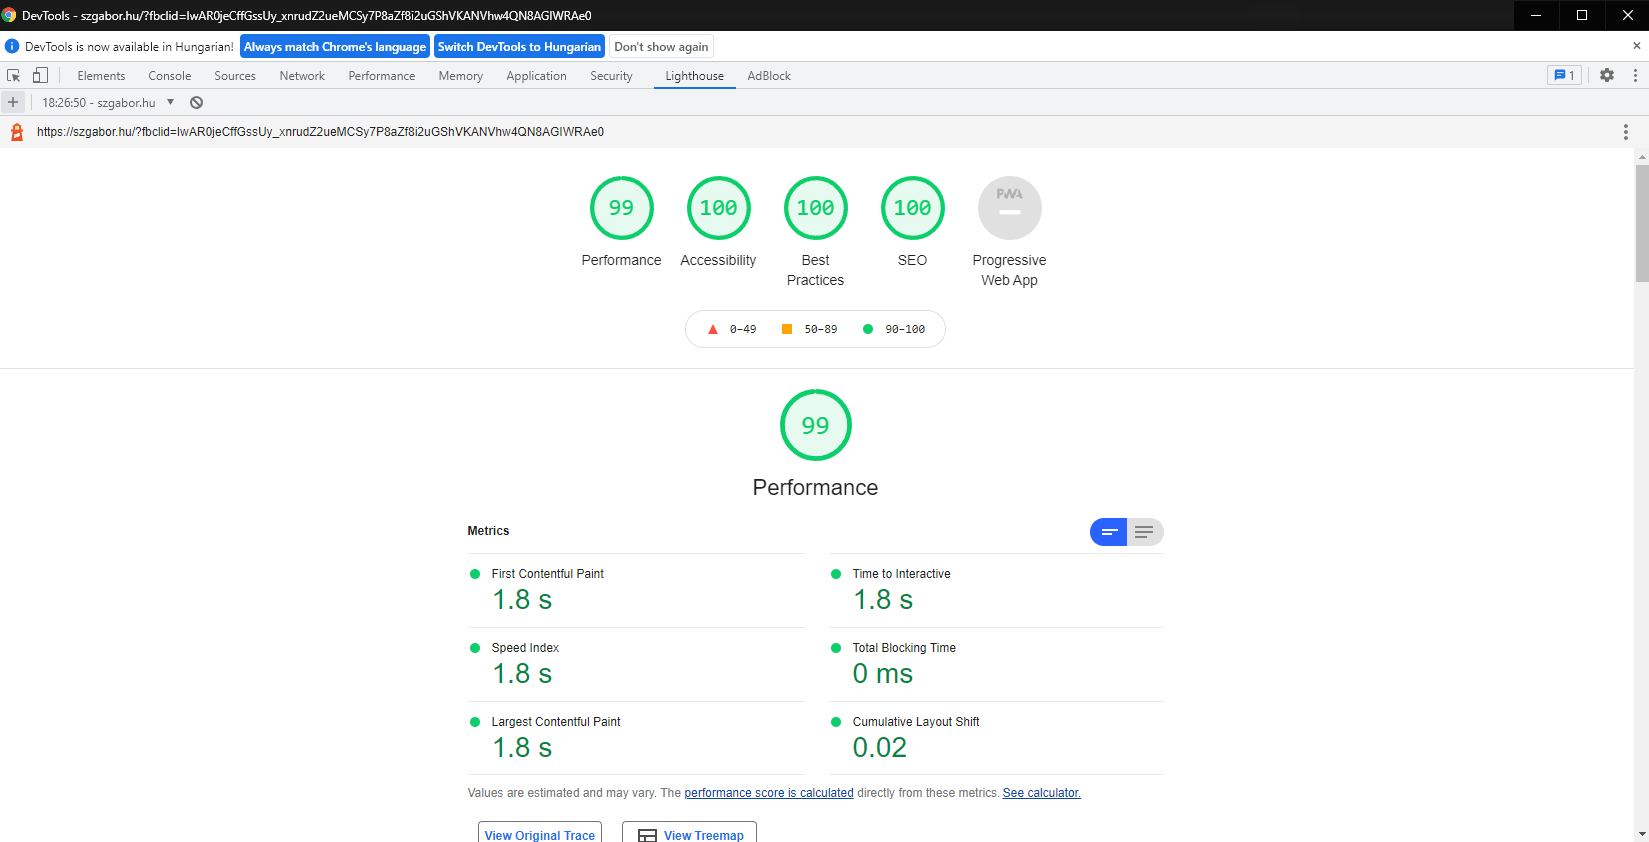 DevTools - szgabor.hu/?fbclid=IwAR0jeCffGssUy_xnrudZ2ueMCSy7P8aZf8i2uGShVKANVhw4QN8AGIWRAe0
DevTools is now available in Hungarian! Always match Chrome's language Switch DevTools to Hungarian Don't show again
Elements Console Sources Network Performance Memory Application Security Lighthouse AdBlock 1
18:26:50 - szgabor.hu
https://szgabor.hu/?fbclid=IwAR0jeCffGssUy_xnrudZ2ueMCSy7P8aZf8i2uGShVKANVhw4QN8AGIWRAe0
99 100 100 100 PWA
Performance Accessibility Best Practices SEO Progressive Web App
0–49 50–89 90–100
99
Performance
Metrics
First Contentful Paint
1.8 s
Time to Interactive
1.8 s
Speed Index
1.8 s
Total Blocking Time
0 ms
Largest Contentful Paint
1.8 s
Cumulative Layout Shift
0.02
Values are estimated and may vary. The performance score is calculated directly from these metrics. See calculator.
View Original Trace View Treemap